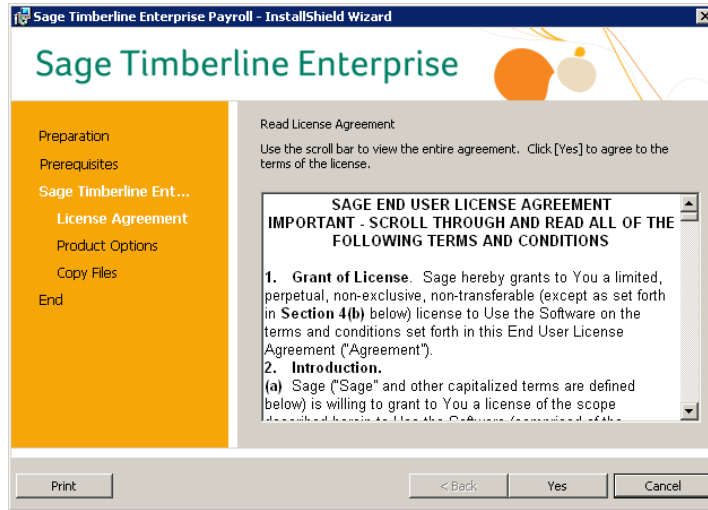 Sage Timberline Enterprise Payroll - InstallShield Wizard
Sage Timberline Enterprise
Preparation
Prerequisites
Sage Timberline Ent...
License Agreement
Product Options
Copy Files
End
Read License Agreement
Use the scroll bar to view the entire agreement. Click [Yes] to agree to the
terms of the license.
SAGE END USER LICENSE AGREEMENT
IMPORTANT - SCROLL THROUGH AND READ ALL OF THE
FOLLOWING TERMS AND CONDITIONS
1. Grant of License. Sage hereby grants to You a limited,
perpetual, non-exclusive, non-transferable (except as set forth
in Section 4(b) below) license to Use the Software on the
terms and conditions set forth in this End User License
Agreement ("Agreement").
2. Introduction.
(a) Sage ("Sage" and other capitalized terms are defined
below) is willing to grant to You a license of the scope
Print
< Back
Yes
Cancel